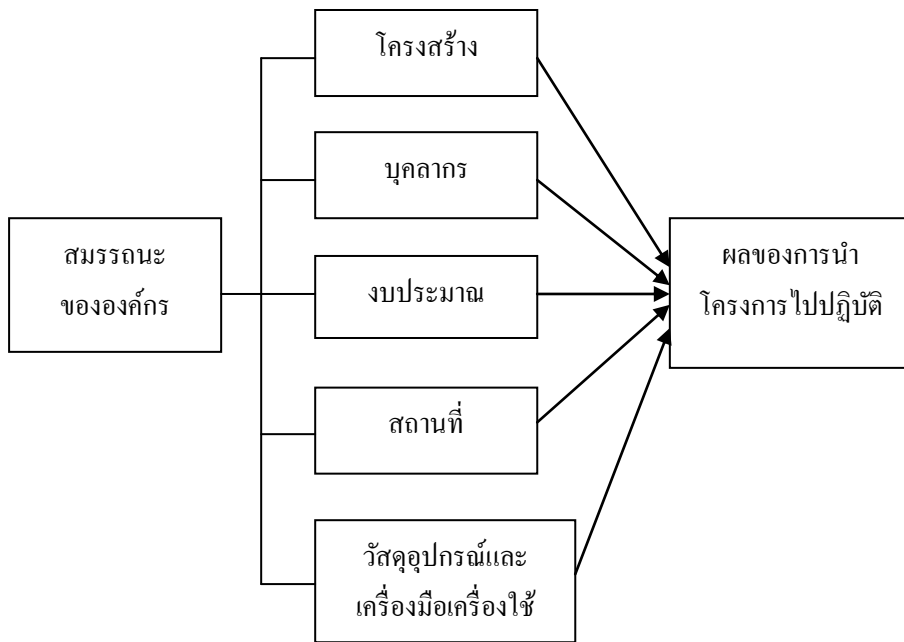 โครงสร้าง
บุคลากร
สมรรถนะ
ขององค์กร
งบประมาณ
ผลของการนำ
โครงการไปปฏิบัติ
สถานที่
วัสดุอุปกรณ์และ
เครื่องมือเครื่องใช้